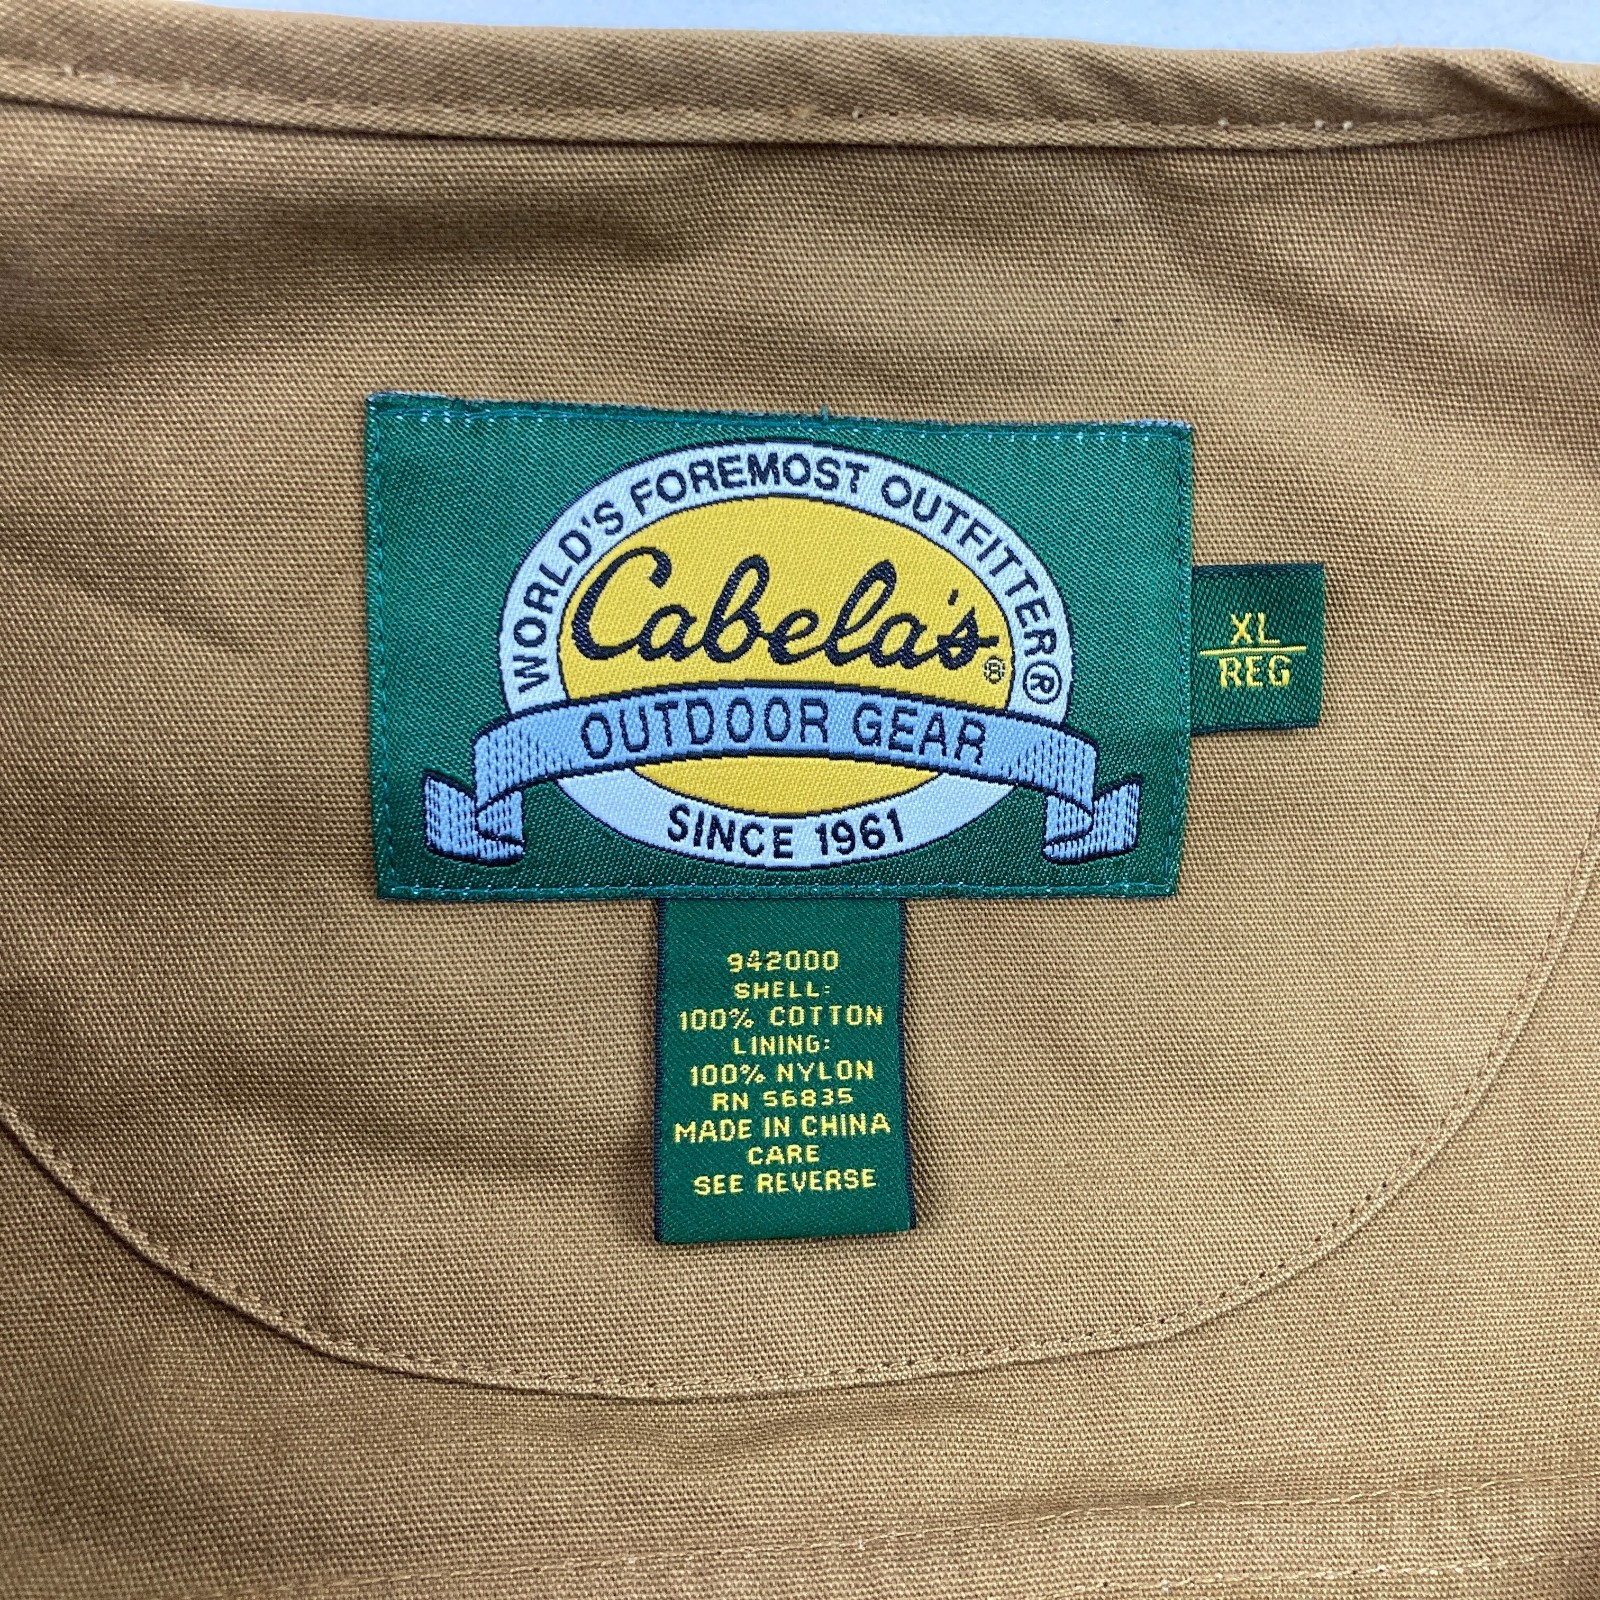 WORLD'S FOREMOST OUTFITTER®
Cabela's®
OUTDOOR GEAR
SINCE 1961
XL
REG
942000
SHELL:
100% COTTON
LINING:
100% NYLON
RN 56835
MADE IN CHINA
CARE
SEE REVERSE